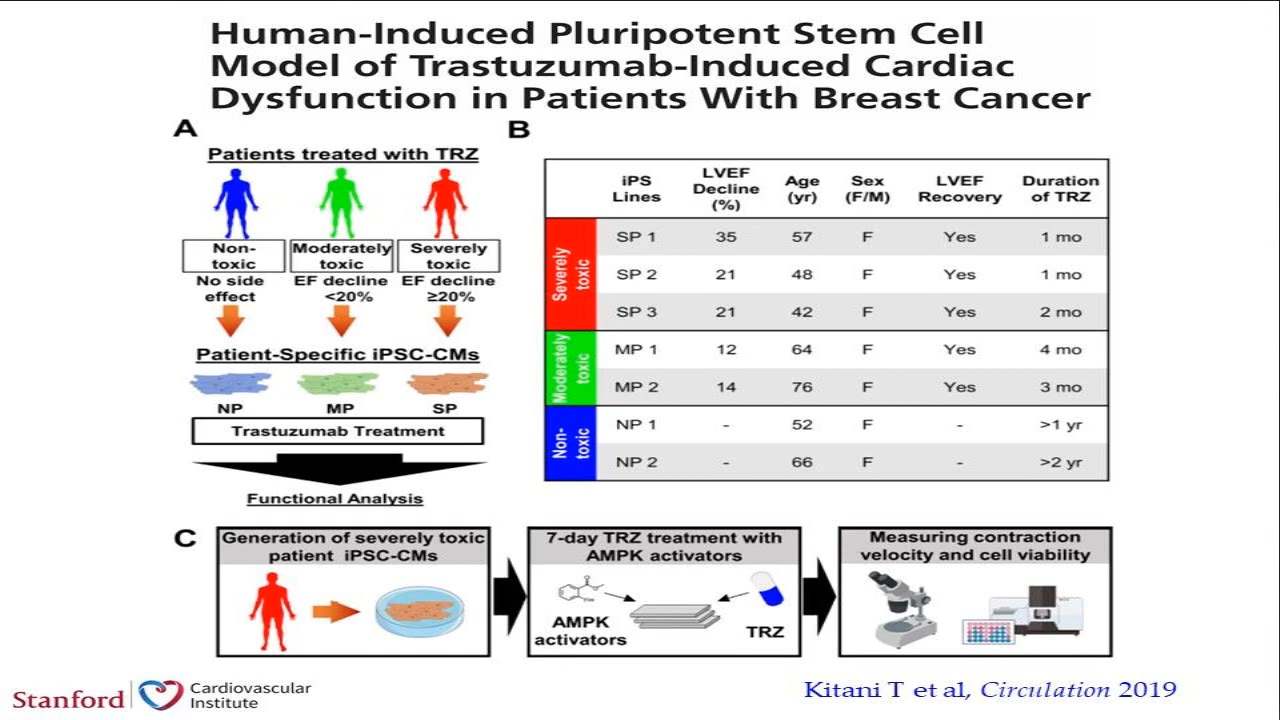 Human-Induced Pluripotent Stem Cell
Model of Trastuzumab-Induced Cardiac
Dysfunction in Patients With Breast Cancer
A
Patients treated with TRZ
Non-
toxic
Moderately
toxic
Severely
toxic
No side
effect
EF decline
<20%
EF decline
≥20%
Patient-Specific iPSC-CMs
NP MP SP
Trastuzumab Treatment
Functional Analysis
B
iPS
Lines
LVEF
Decline
(%)
Age
(yr)
Sex
(F/M)
LVEF
Recovery
Duration
of TRZ
Severely
toxic
SP 1 35 57 F Yes 1 mo
SP 2 21 48 F Yes 1 mo
SP 3 21 42 F Yes 2 mo
Moderately
toxic
MP 1 12 64 F Yes 4 mo
MP 2 14 76 F Yes 3 mo
Non-
toxic
NP 1 - 52 F - >1 yr
NP 2 - 66 F - >2 yr
C
Generation of severely toxic
patient iPSC-CMs
7-day TRZ treatment with
AMPK activators
AMPK
activators
TRZ
Measuring contraction
velocity and cell viability
Stanford
Cardiovascular
Institute
Kitani T et al, Circulation 2019